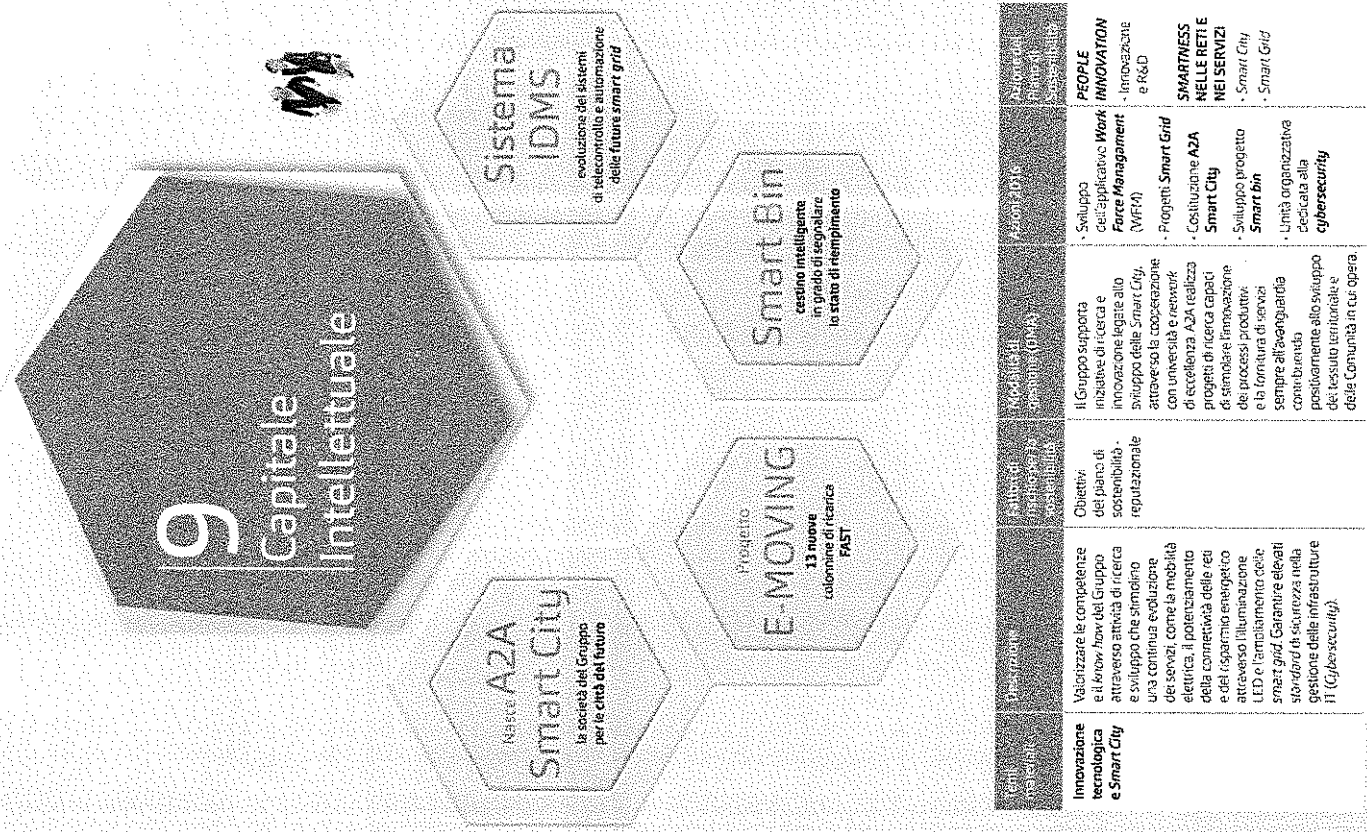 9
Capitale
Intellettuale
Nasce A2A
Smart City
la società del Gruppo
per le città del futuro
Progetto
E-MOVING
13 nuove
colonnine di ricarica
FAST
Smart Bin
cestino intelligente
in grado di segnalare
lo stato di riempimento
Sistema
IDMS
evoluzione dei sistemi
di telecontrollo e automazione
delle future smart grid
Temi
materiali
Descrizione
Modalità di
gestione (DMA)
Azioni 2016
Innovazione
tecnologica
e Smart City
Valorizzare le competenze
e il know how del Gruppo
attraverso attività di ricerca
e sviluppo che stimolino
una continua evoluzione
dei servizi, come la mobilità
elettrica, il potenziamento
della connettività delle reti
e del risparmio energetico
attraverso l'illuminazione
LED e l'ampliamento delle
smart grid. Garantire elevati
standard di sicurezza nella
gestione delle infrastrutture
IT (Cybersecurity).
Obiettivi
del piano di
sostenibilità -
reputazionale
Il Gruppo supporta
iniziative di ricerca e
innovazione legate allo
sviluppo delle Smart City,
attraverso la cooperazione
con università e network
di eccellenza A2A realizza
progetti di ricerca capaci
di stimolare l'innovazione
dei processi produttivi
e la fornitura di servizi
sempre all'avanguardia
contribuendo
positivamente allo sviluppo
del tessuto territoriale e
delle Comunità in cui opera.
• Sviluppo
dell'applicativo Work
Force Managament
(WFM)
• Progetti Smart Grid
• Costituzione A2A
Smart City
• Sviluppo progetto
Smart bin
• Unità organizzativa
dedicata alla
cybersecurity
PEOPLE
INNOVATION
• Innovazione
e R&D
SMARTNESS
NELLE RETI E
NEI SERVIZI
• Smart City
• Smart Grid